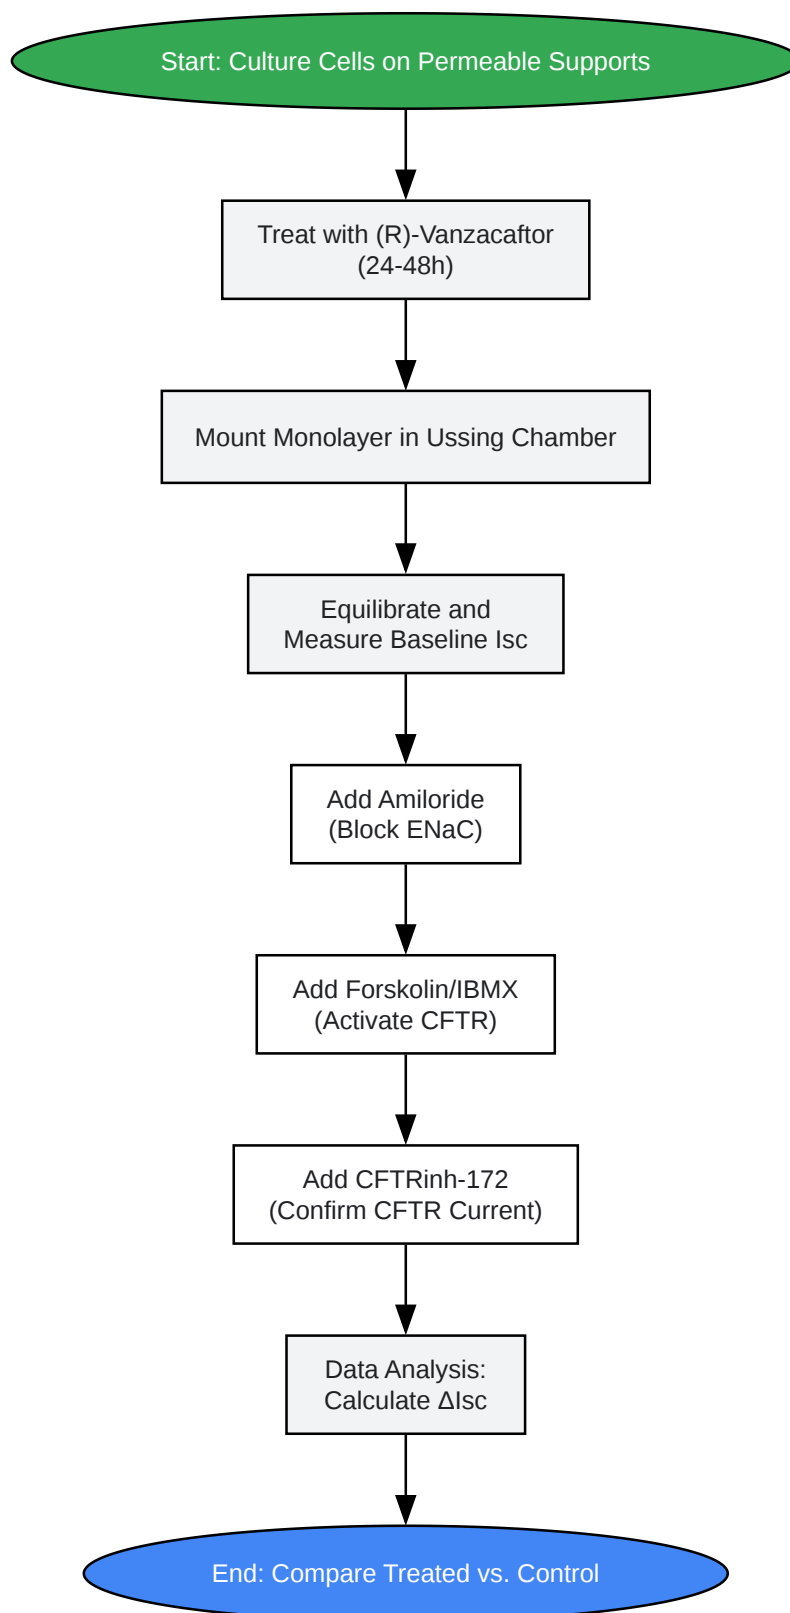 Start: Culture Cells on Permeable Supports
Treat with (R)-Vanzacaftor
(24-48h)
Mount Monolayer in Ussing Chamber
Equilibrate and
Measure Baseline Isc
Add Amiloride
(Block ENaC)
Add Forskolin/IBMX
(Activate CFTR)
Add CFTRinh-172
(Confirm CFTR Current)
Data Analysis:
Calculate ΔIsc
End: Compare Treated vs. Control